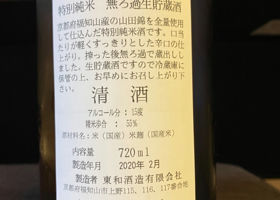 特別純米 無ろ過生貯蔵酒
京都府福知山産の山田錦を全量使用
して仕込んだ特別純米酒です。口当
たりが軽くすっきりとした辛口の仕
上がり。搾った後無ろ過で蔵出しし
ました。生貯蔵酒ですので冷蔵庫に
保管の上、お早めにお召し上がり下
さい。
清酒
アルコール分：15度
精米歩合：55%
原材料名：米（国産）米麹（国産米）
内容量 720ml
製造年月 2020年2月
製造者 東和酒造有限会社
京都府福知山市上野115、116、117番合地